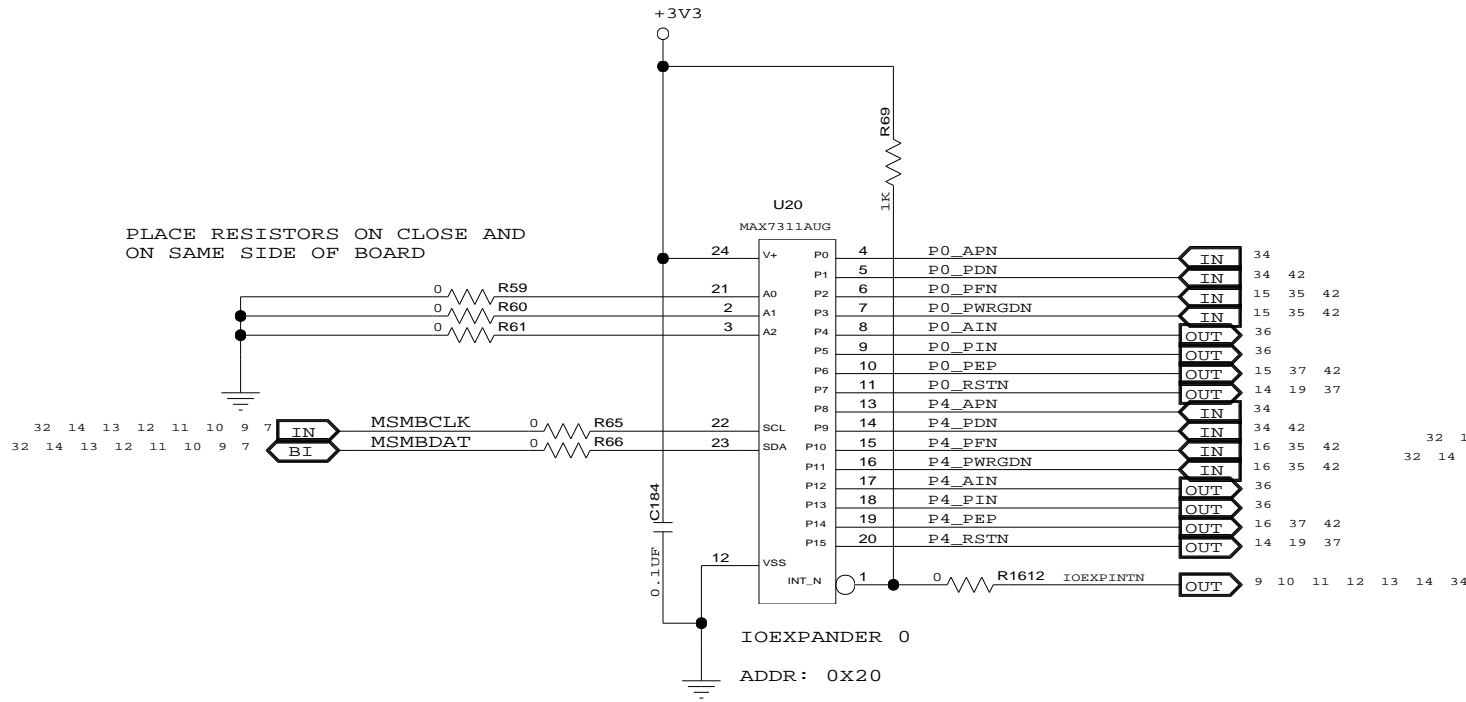 +3V3
R69
1K
U20
MAX7311AUG
PLACE RESISTORS ON CLOSE AND
ON SAME SIDE OF BOARD
24 V+ P0 4 P0_APN IN 34
P1 5 P0_PDN IN 34 42
0 R59 21 A0 P2 6 P0_PFN IN 15 35 42
0 R60 2 A1 P3 7 P0_PWRGDN IN 15 35 42
0 R61 3 A2 P4 8 P0_AIN OUT 36
P5 9 P0_PIN OUT 36
P6 10 P0_PEP OUT 15 37 42
P7 11 P0_RSTN OUT 14 19 37
P8 13 P4_APN IN 34
32 14 13 12 11 10 9 7 IN MSMBCLK 0 R65 22 SCL P9 14 P4_PDN IN 34 42
32 14 13 12 11 10 9 7 BI MSMBDAT 0 R66 23 SDA P10 15 P4_PFN IN 16 35 42
32 1
32 14
P11 16 P4_PWRGDN IN 16 35 42
P12 17 P4_AIN OUT 36
P13 18 P4_PIN OUT 36
C184
0.1UF
P14 19 P4_PEP OUT 16 37 42
P15 20 P4_RSTN OUT 14 19 37
12 VSS
INT_N 1 0 R1612 IOEXPINTN OUT 9 10 11 12 13 14 34
IOEXPANDER 0
ADDR: 0X20